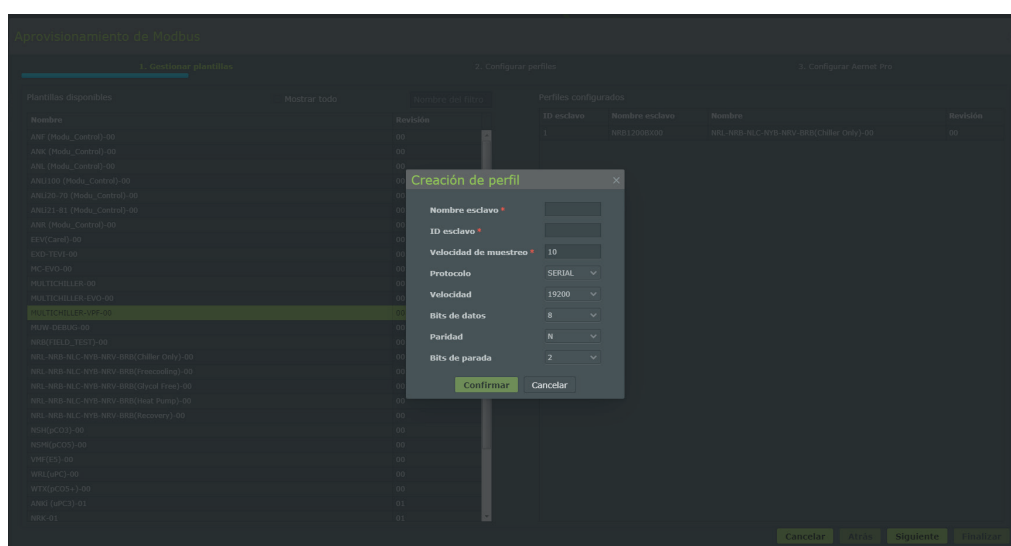 Aprovisionamiento de Modbus
1. Gestionar plantillas
2. Configurar perfiles
3. Configurar Aernet Pro
Plantillas disponibles
Mostrar todo
Nombre del filtro
Nombre Revisión
ANF (Modu_Control)-00 00
ANK (Modu_Control)-00 00
ANL (Modu_Control)-00 00
ANLI100 (Modu_Control)-00 00
ANLI20-79 (Modu_Control)-00 00
ANLI21-81 (Modu_Control)-00 00
ANR (Modu_Control)-00 00
EEV(Carel)-00 00
EXD-TEVI-00 00
MC-EVO-00 00
MULTICHILLER-00 00
MULTICHILLER-EVO-00 00
MULTICHILLER-VPF-00 00
MUW-DEBUG-00 00
NRB(FIELD_TEST)-00 00
NRL-NRB-NLC-NYB-NRV-BRB(Chiller Only)-00 00
NRL-NRB-NLC-NYB-NRV-BRB(Freecooling)-00 00
NRL-NRB-NLC-NYB-NRV-BRB(Glycol Free)-00 00
NRL-NRB-NLC-NYB-NRV-BRB(Heat Pump)-00 00
NRL-NRB-NLC-NYB-NRV-BRB(Recovery)-00 00
NSH(pCO3)-00 00
NSMI(pCO5)-00 00
VMF(E5)-00 00
WRL(uPC)-00 00
WTX(pCO5+)-00 00
ANKI (uPC3)-01 01
NRK-01 01
Perfiles configurados
ID esclavo Nombre esclavo Nombre Revisión
1 NRB1200BX00 NRL-NRB-NLC-NYB-NRV-BRB(Chiller Only)-00 00
Creación de perfil ×
Nombre esclavo *
ID esclavo *
Velocidad de muestreo * 10
Protocolo SERIAL
Velocidad 19200
Bits de datos 8
Paridad N
Bits de parada 2
Confirmar Cancelar
Cancelar Atrás Siguiente Finalizar